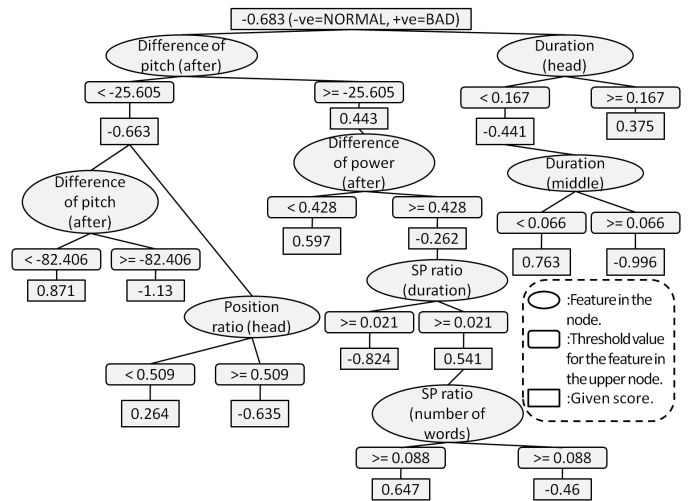 -0.683 (-ve=NORMAL, +ve=BAD)
Difference of
pitch (after)
Duration
(head)
< -25.605
>= -25.605
< 0.167
>= 0.167
-0.663
0.443
-0.441
0.375
Difference
of power
(after)
Duration
(middle)
Difference
of pitch
(after)
< 0.428
>= 0.428
< 0.066
>= 0.066
0.597
-0.262
0.763
-0.996
< -82.406
>= -82.406
0.871
-1.13
SP ratio
(duration)
Position
ratio (head)
>= 0.021
>= 0.021
-0.824
0.541
< 0.509
>= 0.509
0.264
-0.635
SP ratio
(number of
words)
>= 0.088
>= 0.088
0.647
-0.46
:Feature in the
node.
:Threshold value
for the feature in
the upper node.
:Given score.